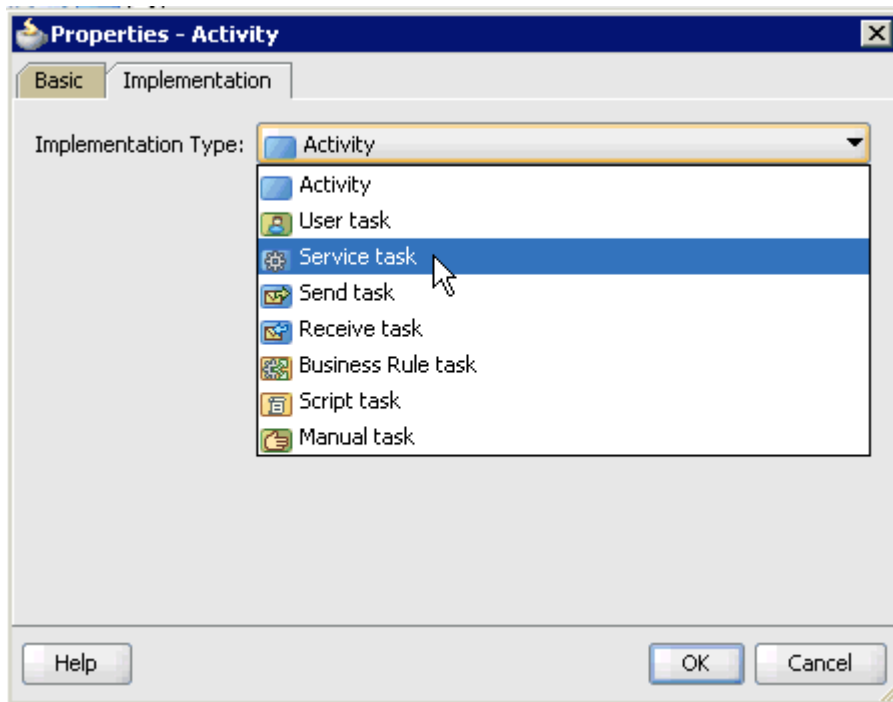 Properties - Activity
Basic Implementation
Implementation Type: Activity
Activity
User task
Service task
Send task
Receive task
Business Rule task
Script task
Manual task
Help OK Cancel